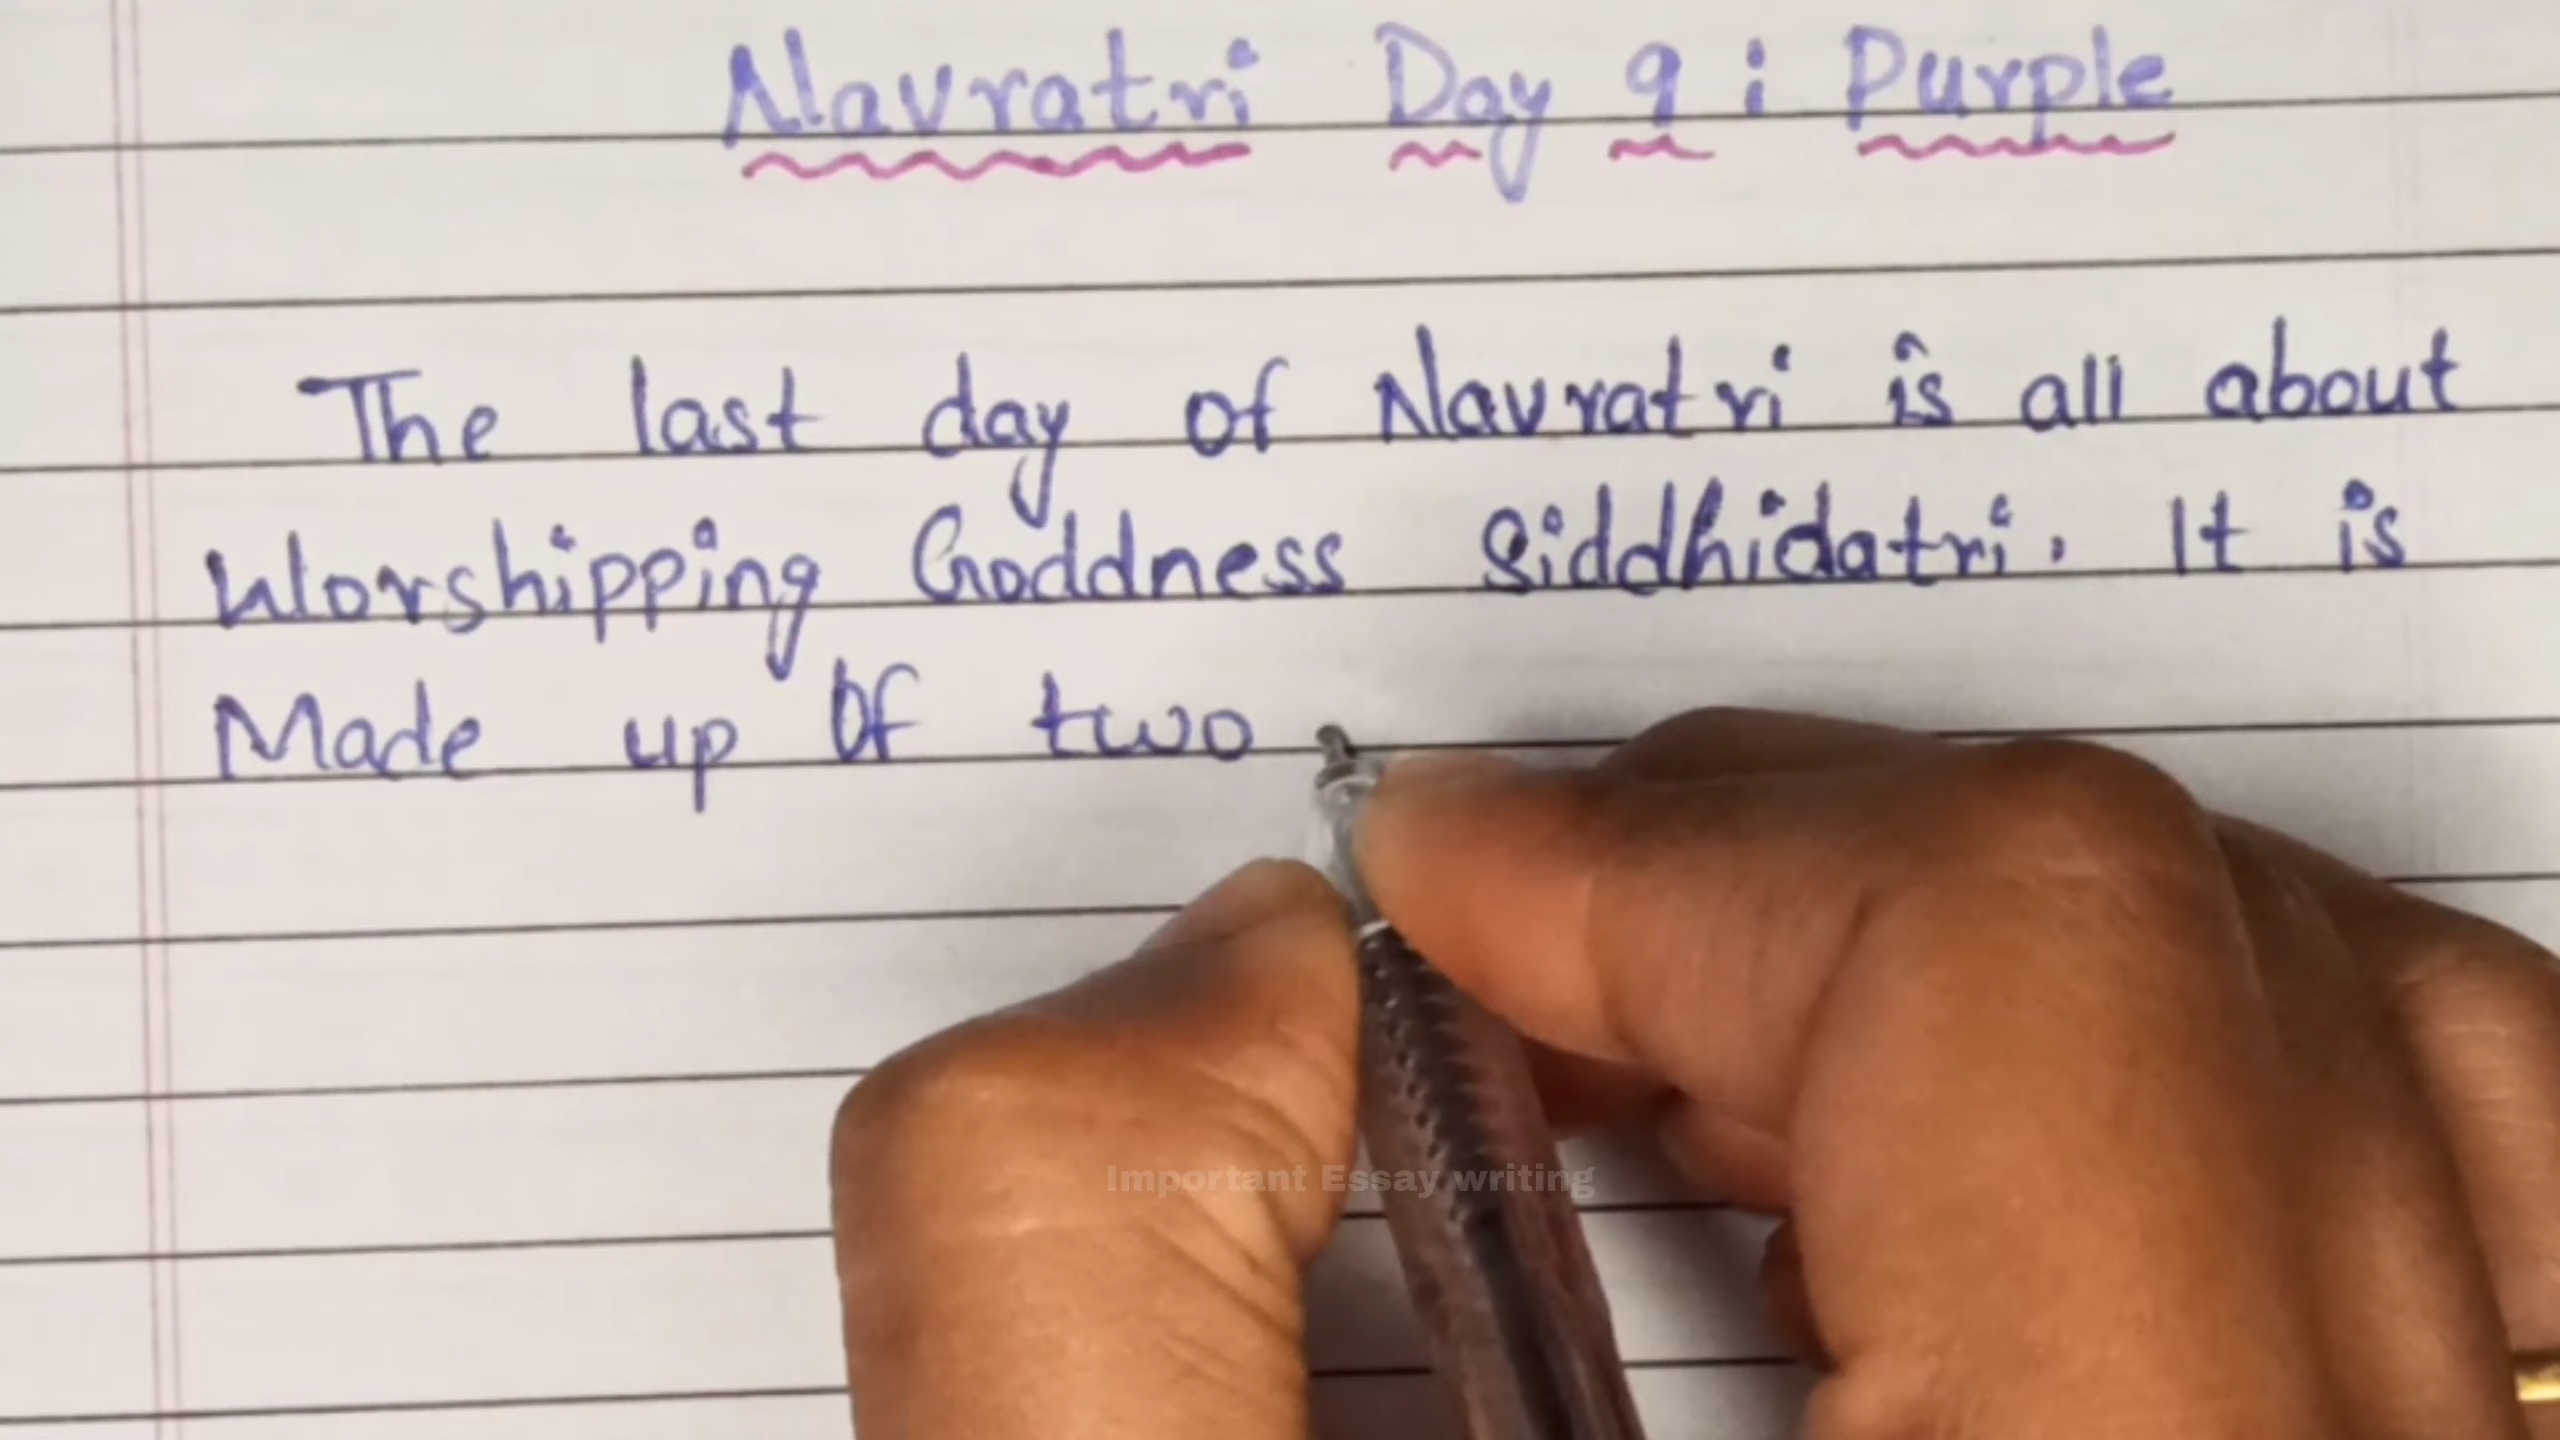 Navratri Day 9 : Purple
The last day of Navratri is all about
Worshipping Goddness Siddhidatri. It is
Made up Of two
Important Essay writing